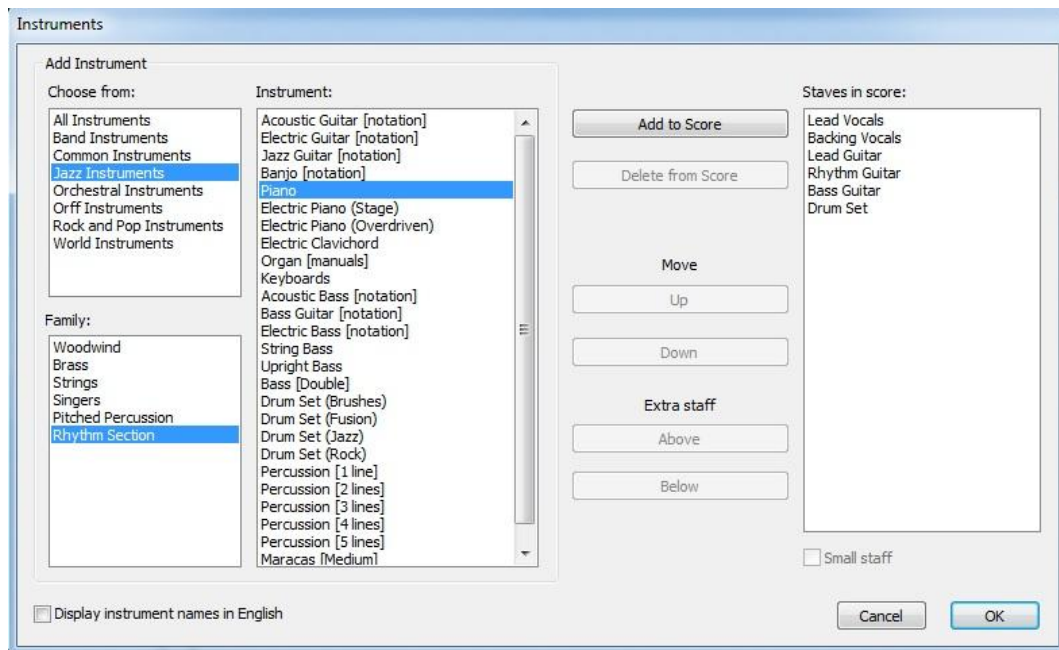 Instruments
Add Instrument
Choose from:
All Instruments
Band Instruments
Common Instruments
Jazz Instruments
Orchestral Instruments
Orff Instruments
Rock and Pop Instruments
World Instruments
Family:
Woodwind
Brass
Strings
Singers
Pitched Percussion
Rhythm Section
Instrument:
Acoustic Guitar [notation]
Electric Guitar [notation]
Jazz Guitar [notation]
Banjo [notation]
Piano
Electric Piano (Stage)
Electric Piano (Overdriven)
Electric Clavichord
Organ [manuals]
Keyboards
Acoustic Bass [notation]
Bass Guitar [notation]
Electric Bass [notation]
String Bass
Upright Bass
Bass [Double]
Drum Set (Brushes)
Drum Set (Fusion)
Drum Set (Jazz)
Drum Set (Rock)
Percussion [1 line]
Percussion [2 lines]
Percussion [3 lines]
Percussion [4 lines]
Percussion [5 lines]
Maracas [Medium]
Add to Score
Delete from Score
Move
Up
Down
Extra staff
Above
Below
Staves in score:
Lead Vocals
Backing Vocals
Lead Guitar
Rhythm Guitar
Bass Guitar
Drum Set
Small staff
Display instrument names in English
Cancel
OK